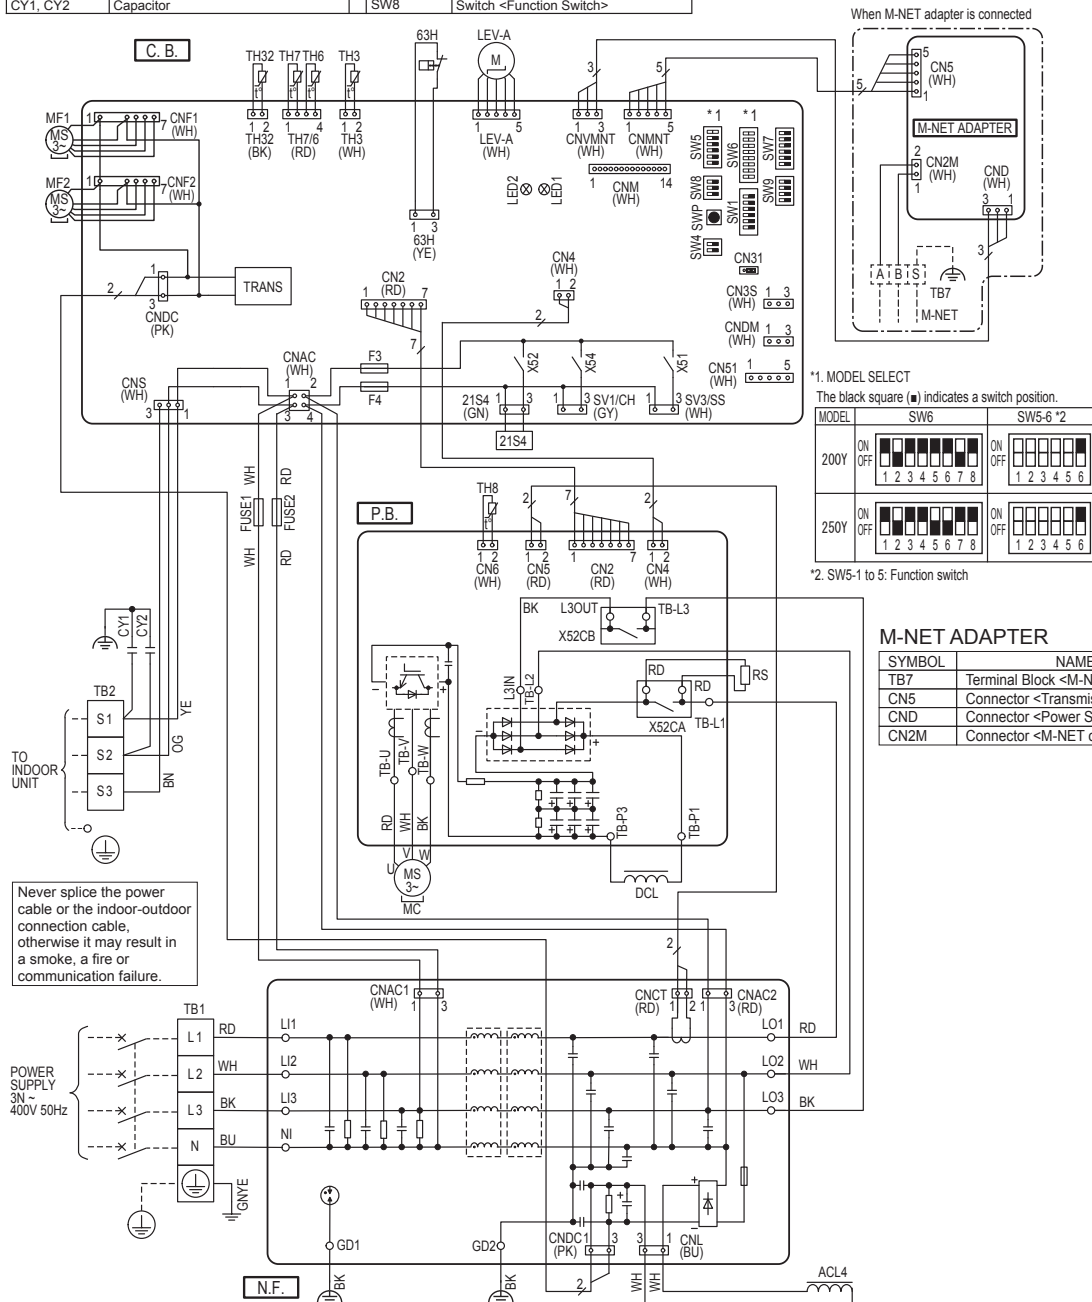 CY1, CY2 Capacitor SW8 Switch <Function Switch>
When M-NET adapter is connected
C. B.
TH32 TH7 TH6 TH3 63H LEV-A
t° t° t° t°
M
3 5
5
CN5
(WH)
1
5
M-NET ADAPTER
2
CN2M
(WH)
1
CND
(WH)
3 1
3
A B S
TB7
M-NET
MF1 1 7 CNF1
(WH)
MS
3~
MF2 1 7 CNF2
(WH)
MS
3~
1 2 1 4 1 2 1 5 1 3 1 5
TH32 TH7/6 TH3 LEV-A CNVMNT CNMNT
(BK) (RD) (WH) (WH) (WH) (WH)
*1 *1
SW5 SW6 SW7
1 14
CNM
(WH)
LED2 LED1
SW8 SW9
SWP SW1
SW4
1 3
63H
(YE)
CN31
CN4
(WH)
1 2
2
CN2
(RD)
1 7
7
CN3S
(WH) 1 3
CNDM
(WH) 1 3
CN51
(WH) 1 5
1
2
3
CNDC
(PK)
TRANS
F3
F4
X52 X54 X51
CNAC
(WH)
1 2
3 4
CNS
(WH)
3 1
21S4
(GN)
1 3
1 3 SV1/CH
(GY)
1 3 SV3/SS
(WH)
21S4
*1. MODEL SELECT
The black square (■) indicates a switch position.
MODEL SW6 SW5-6 *2
200Y ON OFF 1 2 3 4 5 6 7 8 ON OFF 1 2 3 4 5 6
250Y ON OFF 1 2 3 4 5 6 7 8 ON OFF 1 2 3 4 5 6
*2. SW5-1 to 5: Function switch
WH RD
FUSE1 FUSE2
WH RD
P.B.
TH8
t°
2 7 2
1 2 1 2 1 7 1 2
CN6 CN5 CN2 CN4
(WH) (RD) (RD) (WH)
BK L3OUT TB-L3
X52CB
L3IN TB-L2
RD RS
RD
X52CA TB-L1
TB-U TB-V TB-W
RD WH BK
U V W
MS
3~
MC
TB-P3 TB-P1
DCL
M-NET ADAPTER
SYMBOL NAME
TB7 Terminal Block <M-N
CN5 Connector <Transmis
CND Connector <Power S
CN2M Connector <M-NET c
CY1 CY2
TB2
S1
S2
S3
YE
OG
BN
TO
INDOOR
UNIT
Never splice the power
cable or the indoor-outdoor
connection cable,
otherwise it may result in
a smoke, a fire or
communication failure.
2
CNAC1
(WH) 1 3
CNCT
(RD) 1 2
1 3 CNAC2
(RD)
TB1
L1 RD LI1 LO1 RD
L2 WH LI2 LO2 WH
L3 BK LI3 LO3 BK
N BU NI
POWER
SUPPLY
3N ~
400V 50Hz
GNYE
GD1
GD2
CNDC 1 3
(PK)
3 1
CNL
(BU)
N.F.
BK
BK
2
WH
WH
ACL4